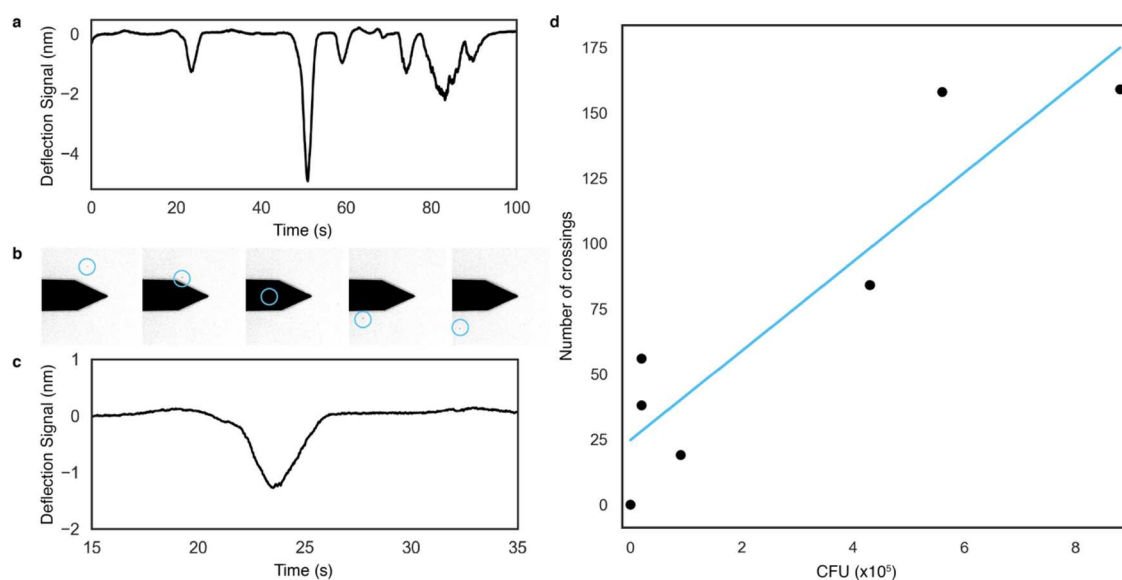 a
Deflection Signal (nm)
0
−2
−4
0 20 40 60 80 100
Time (s)
b
c
Deflection Signal (nm)
1
0
−1
−2
15 20 25 30 35
Time (s)
d
Number of crossings
175
150
125
100
75
50
25
0
0 2 4 6 8
CFU (x10⁵)